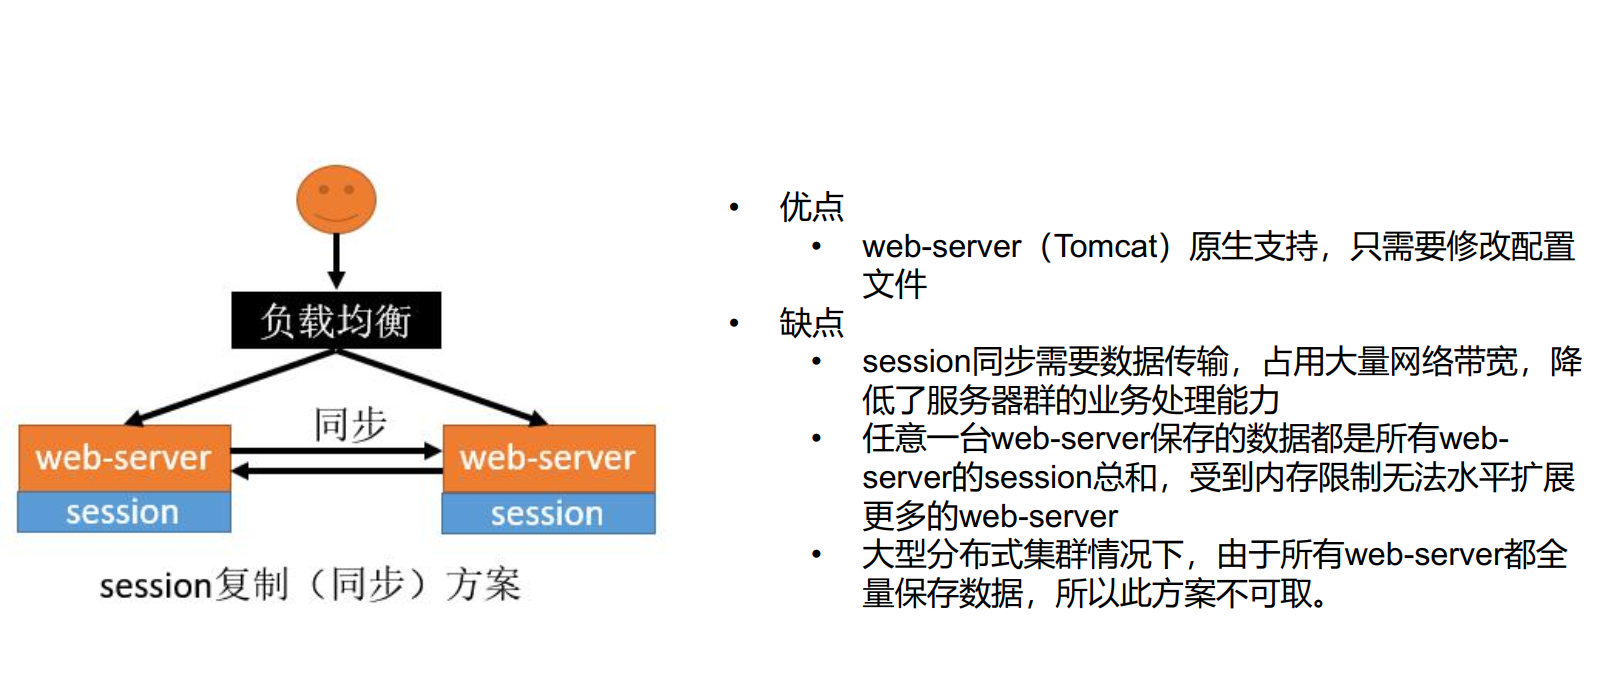 负载均衡
同步
web-server
session
web-server
session
session复制（同步）方案
• 优点
• web-server（Tomcat）原生支持，只需要修改配置
文件
• 缺点
• session同步需要数据传输，占用大量网络带宽，降
低了服务器群的业务处理能力
• 任意一台web-server保存的数据都是所有web-
server的session总和，受到内存限制无法水平扩展
更多的web-server
• 大型分布式集群情况下，由于所有web-server都全
量保存数据，所以此方案不可取。